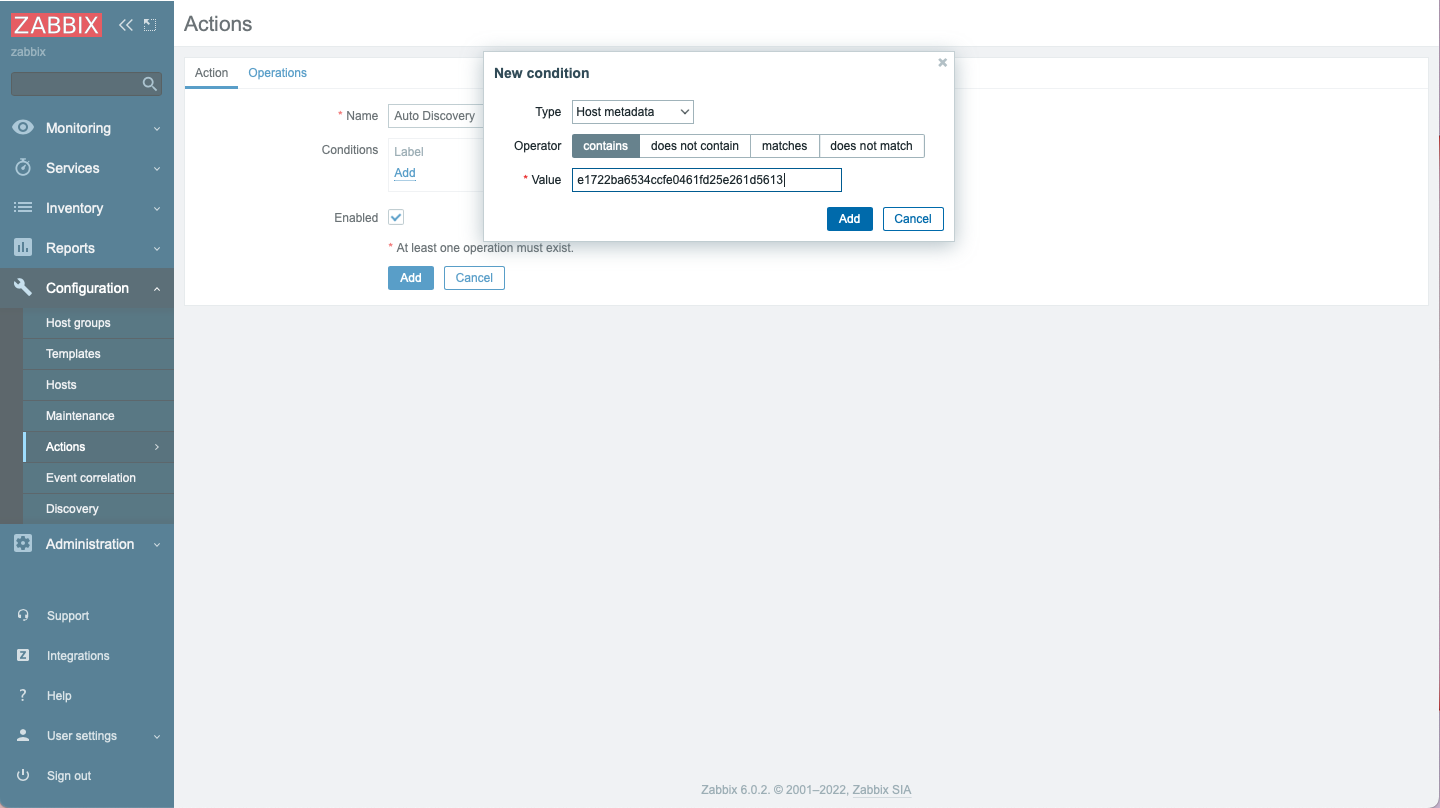 ZABBIX
zabbix
Monitoring
Services
Inventory
Reports
Configuration
Host groups
Templates
Hosts
Maintenance
Actions
Event correlation
Discovery
Administration
Support
Z Integrations
? Help
User settings
Sign out
Actions
Action Operations
* Name Auto Discovery
Conditions Label
Add
Enabled
* At least one operation must exist.
Add Cancel
New condition
Type Host metadata
Operator contains does not contain matches does not match
* Value e1722ba6534ccfe0461fd25e261d5613
Add Cancel
Zabbix 6.0.2. © 2001–2022, Zabbix SIA